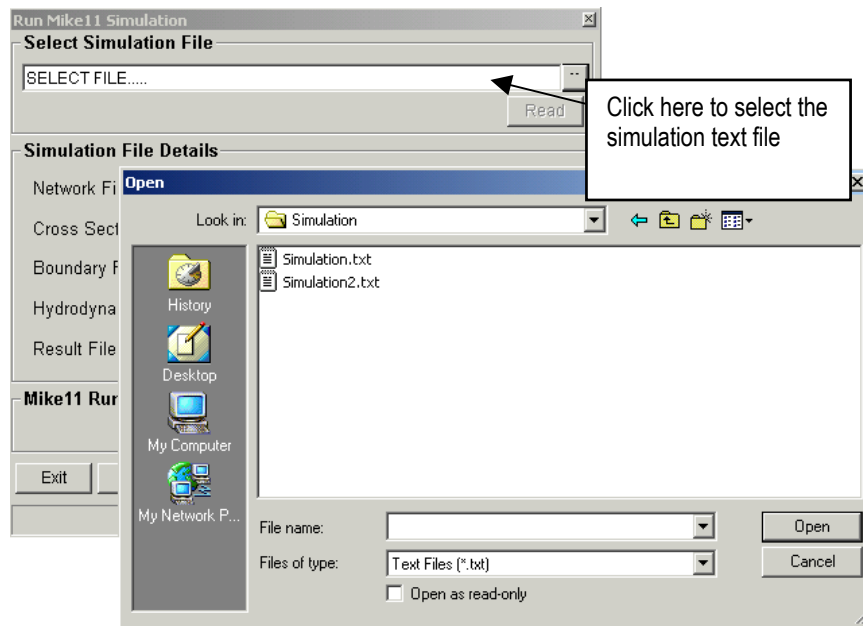 Run Mike11 Simulation
Select Simulation File
SELECT FILE.....
Read
Click here to select the
simulation text file
Simulation File Details
Network Fi
Cross Sect
Boundary F
Hydrodyna
Result File
Mike11 Rur
Exit
Open
Look in:
Simulation
Simulation.txt
Simulation2.txt
History
Desktop
My Computer
My Network P...
File name:
Open
Files of type:
Text Files (*.txt)
Cancel
Open as read-only